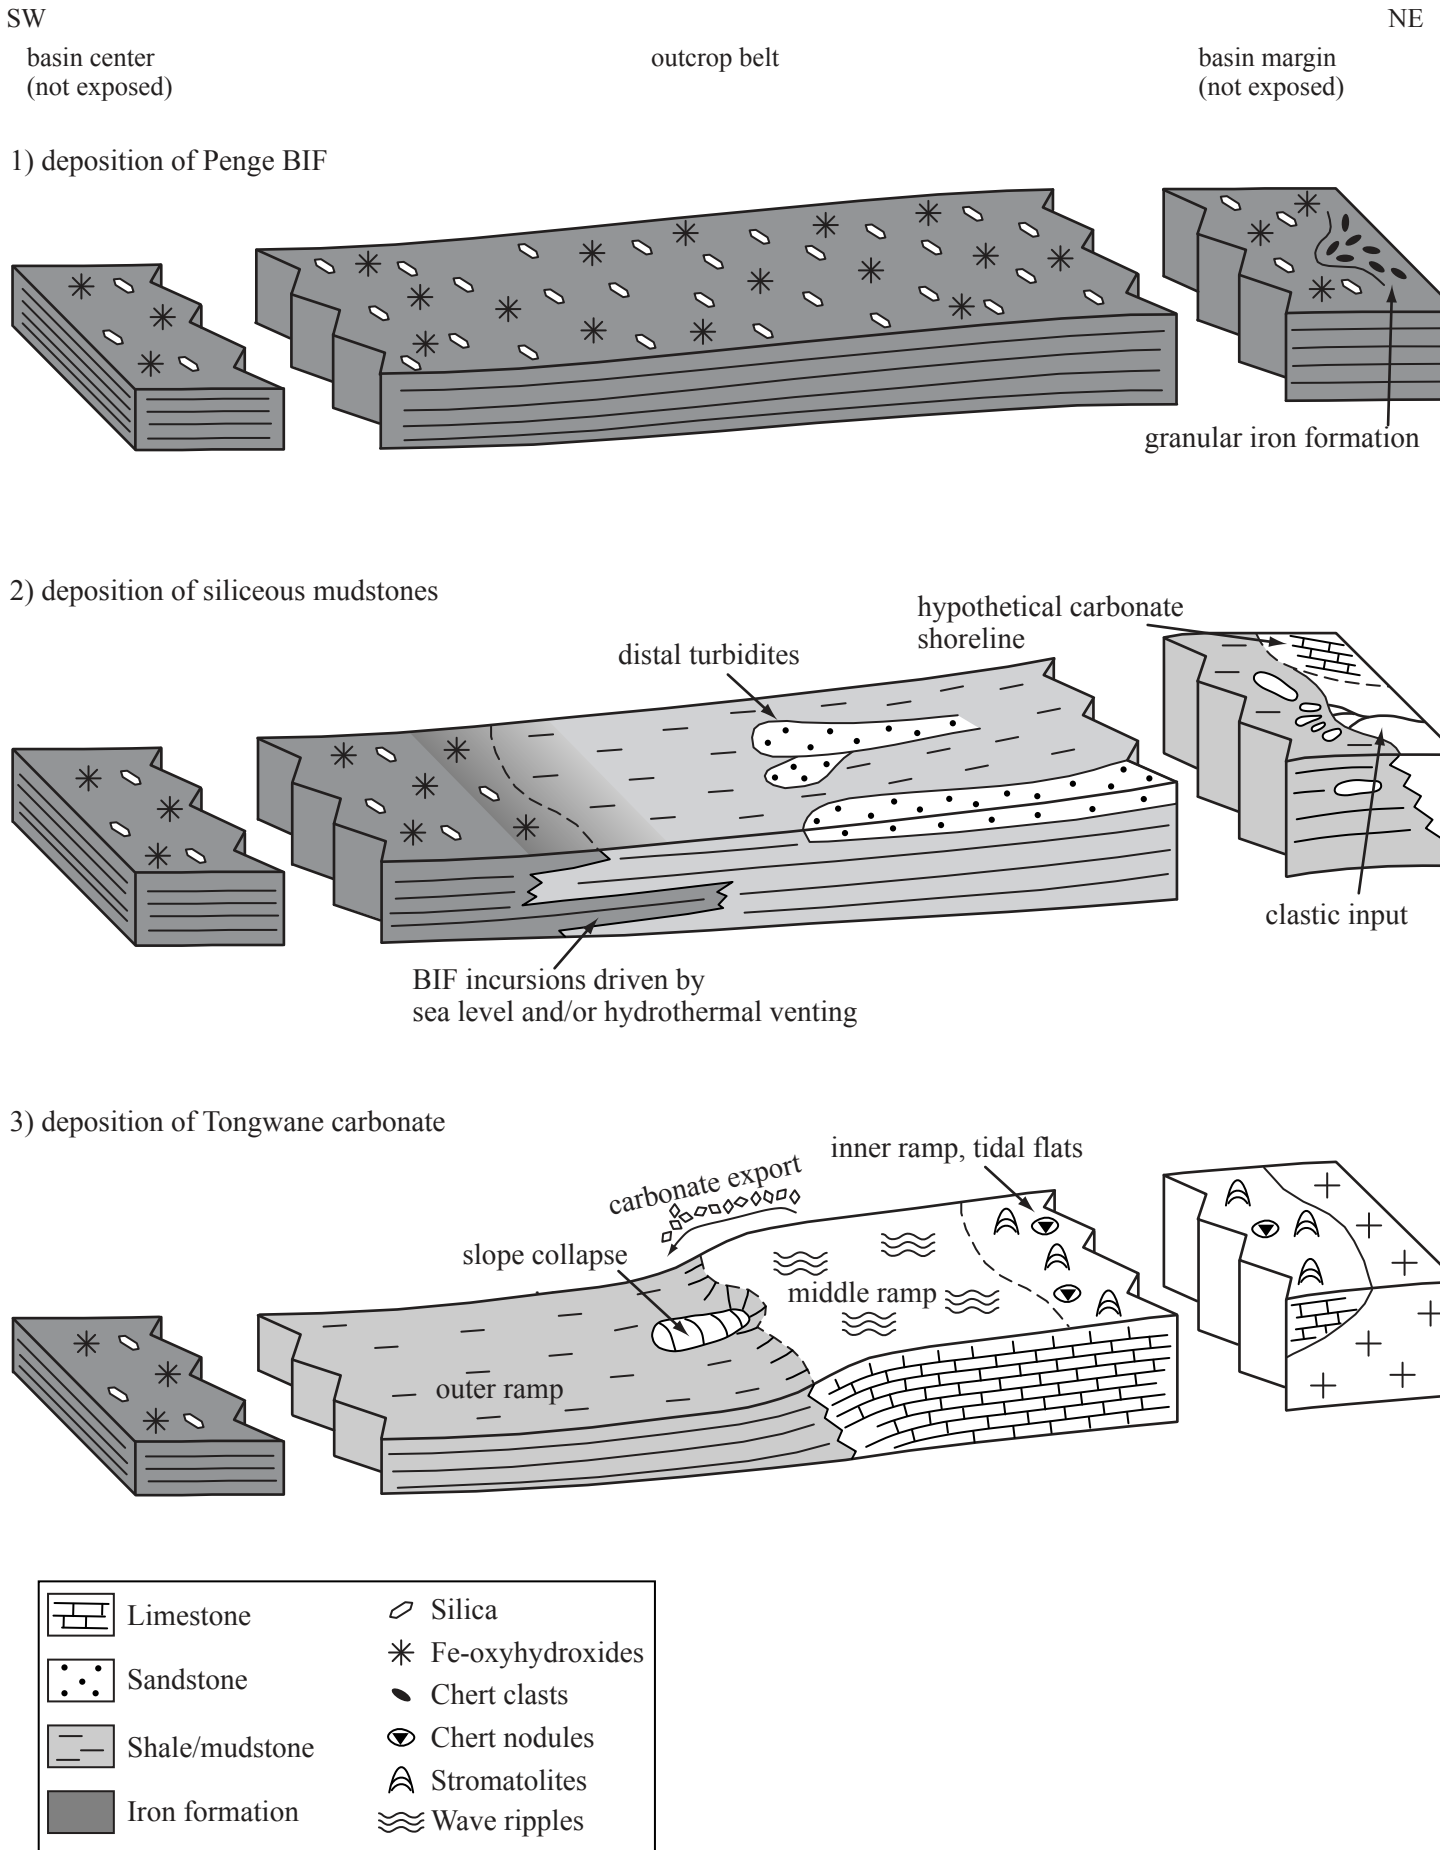 SW
NE
basin center
(not exposed)
outcrop belt
basin margin
(not exposed)
1) deposition of Penge BIF
granular iron formation
2) deposition of siliceous mudstones
hypothetical carbonate
shoreline
distal turbidites
clastic input
BIF incursions driven by
sea level and/or hydrothermal venting
3) deposition of Tongwane carbonate
inner ramp, tidal flats
carbonate export
slope collapse
middle ramp
outer ramp
Limestone
Sandstone
Shale/mudstone
Iron formation
Silica
Fe-oxyhydroxides
Chert clasts
Chert nodules
Stromatolites
Wave ripples